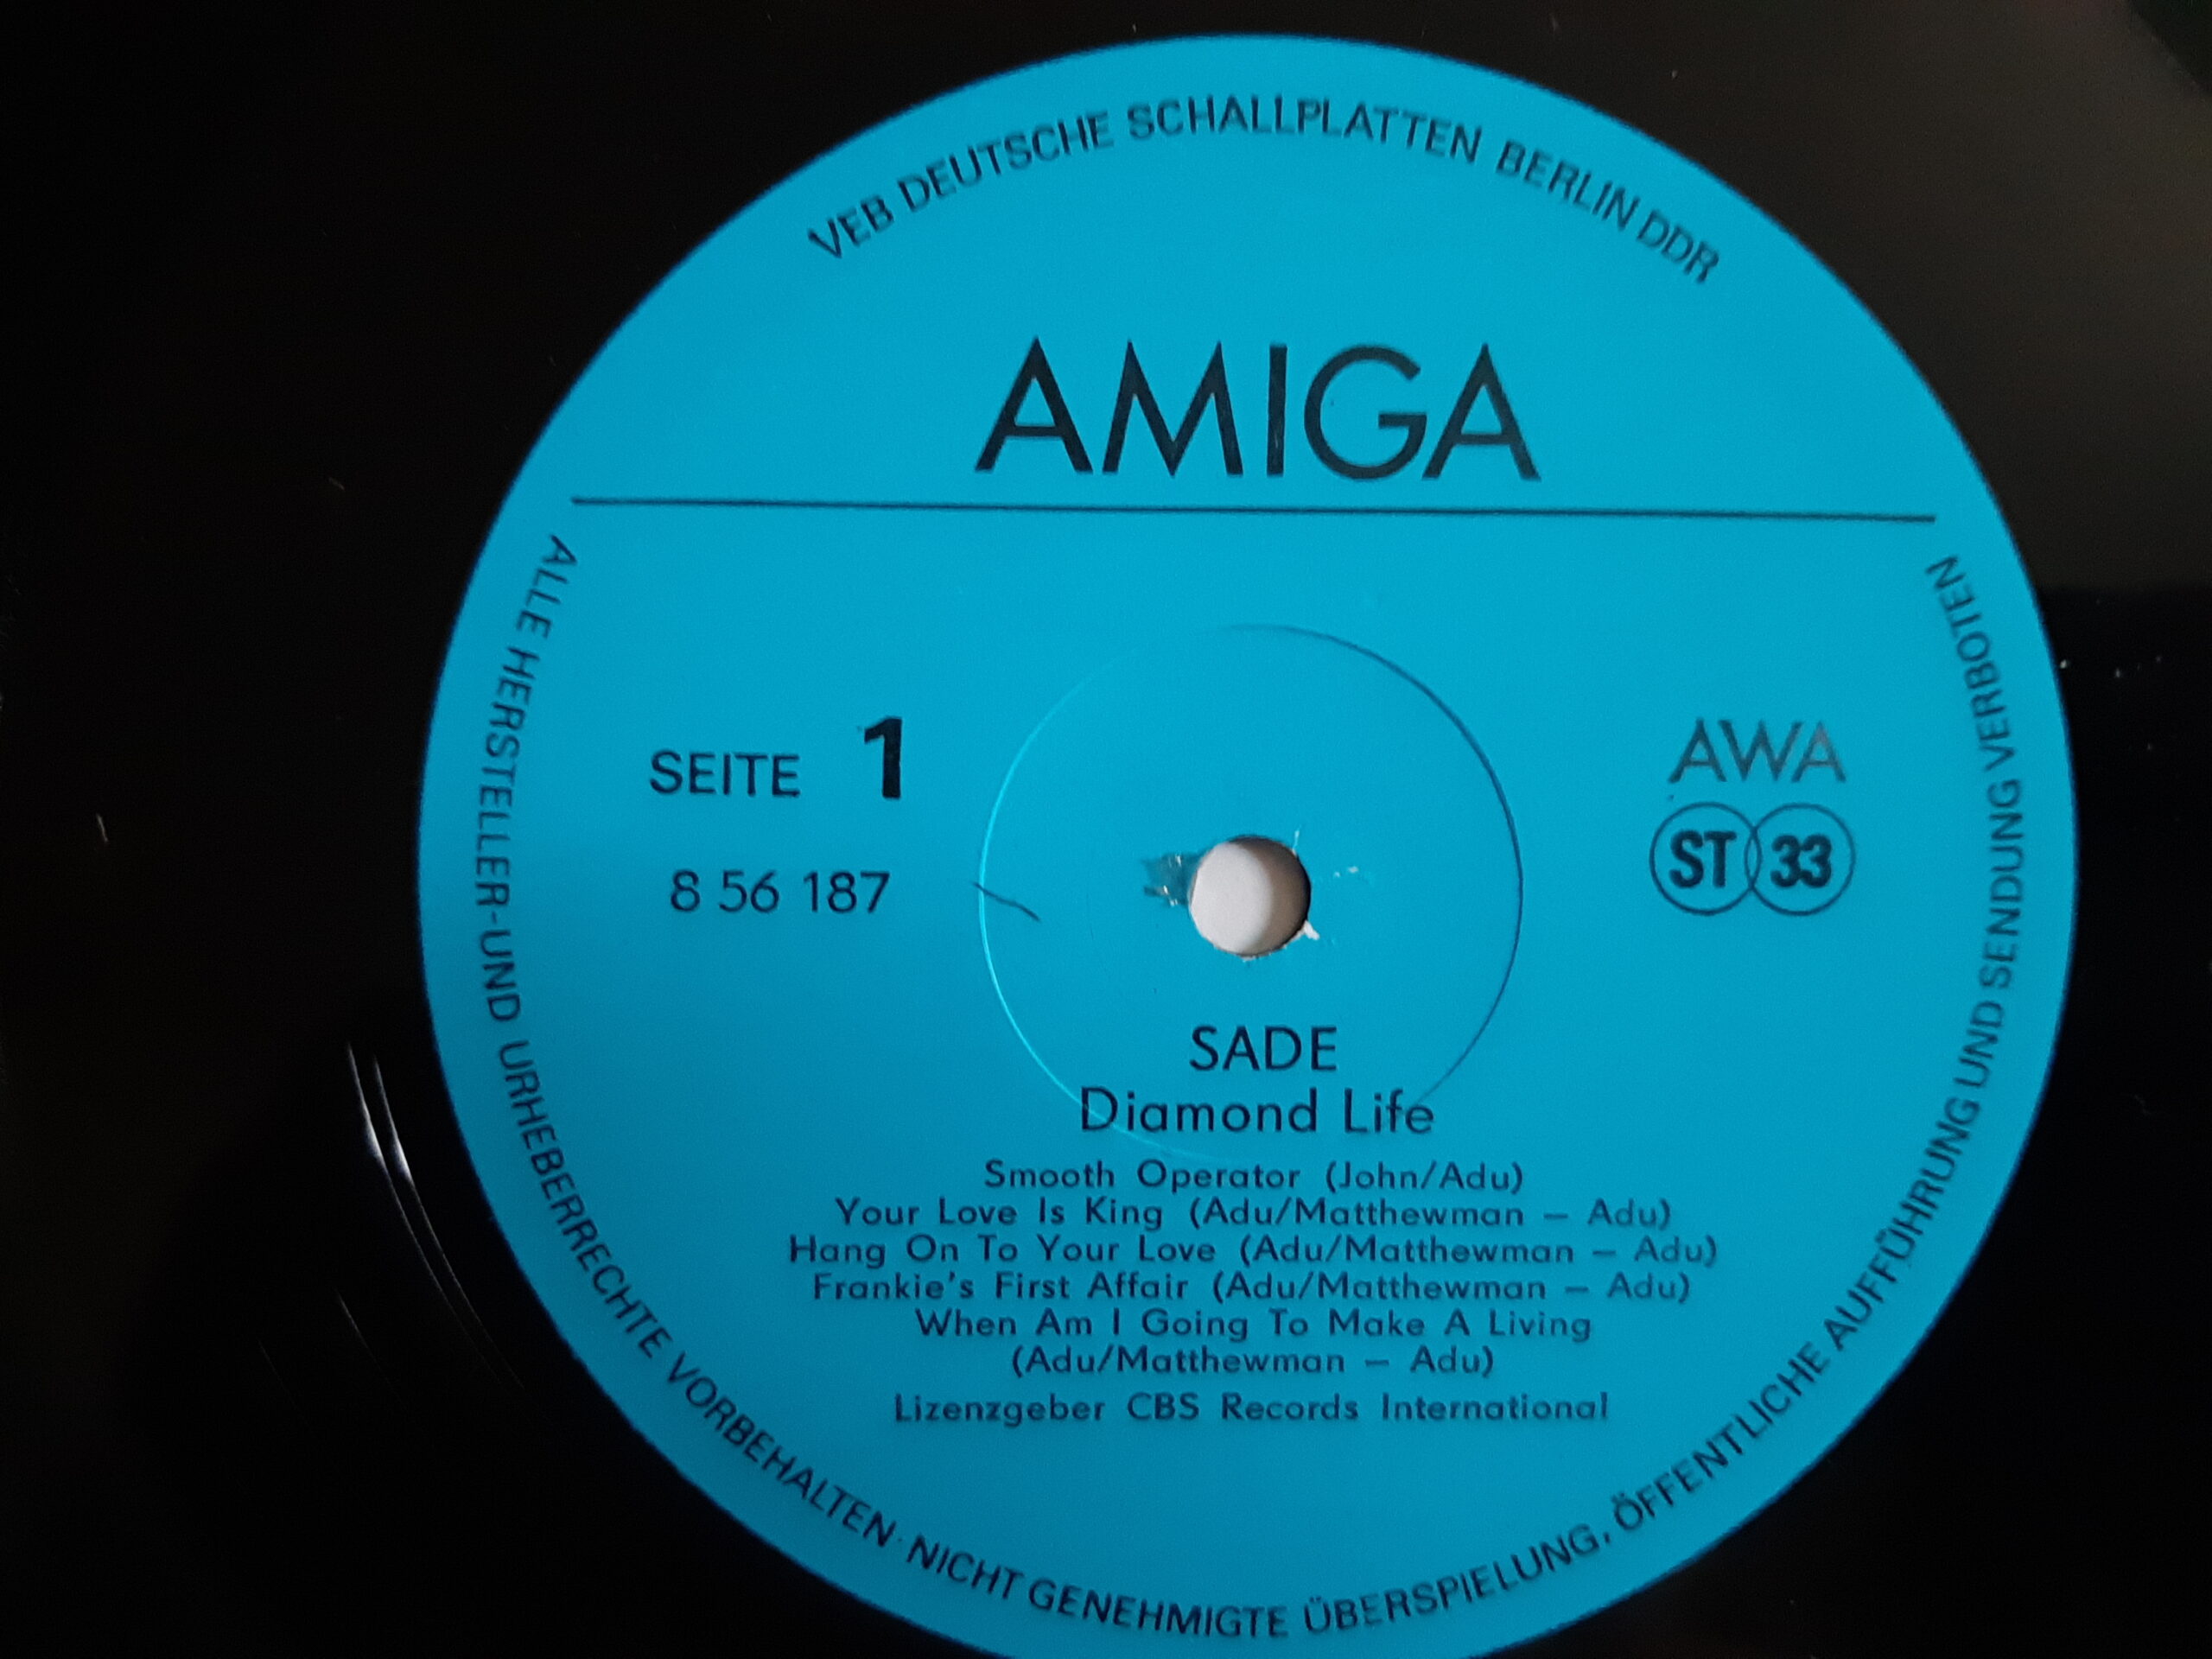 VEB DEUTSCHE SCHALLPLATTEN BERLIN DDR
AMIGA
SEITE 1
8 56 187
AWA
ST 33
SADE
Diamond Life
Smooth Operator (John/Adu)
Your Love Is King (Adu/Matthewman – Adu)
Hang On To Your Love (Adu/Matthewman – Adu)
Frankie's First Affair (Adu/Matthewman – Adu)
When Am I Going To Make A Living
(Adu/Matthewman – Adu)
Lizenzgeber CBS Records International
ALLE HERSTELLER-UND URHEBERRECHTE VORBEHALTEN· NICHT GENEHMIGTE ÜBERSPIELUNG, ÖFFENTLICHE AUFFÜHRUNG UND SENDUNG VERBOTEN